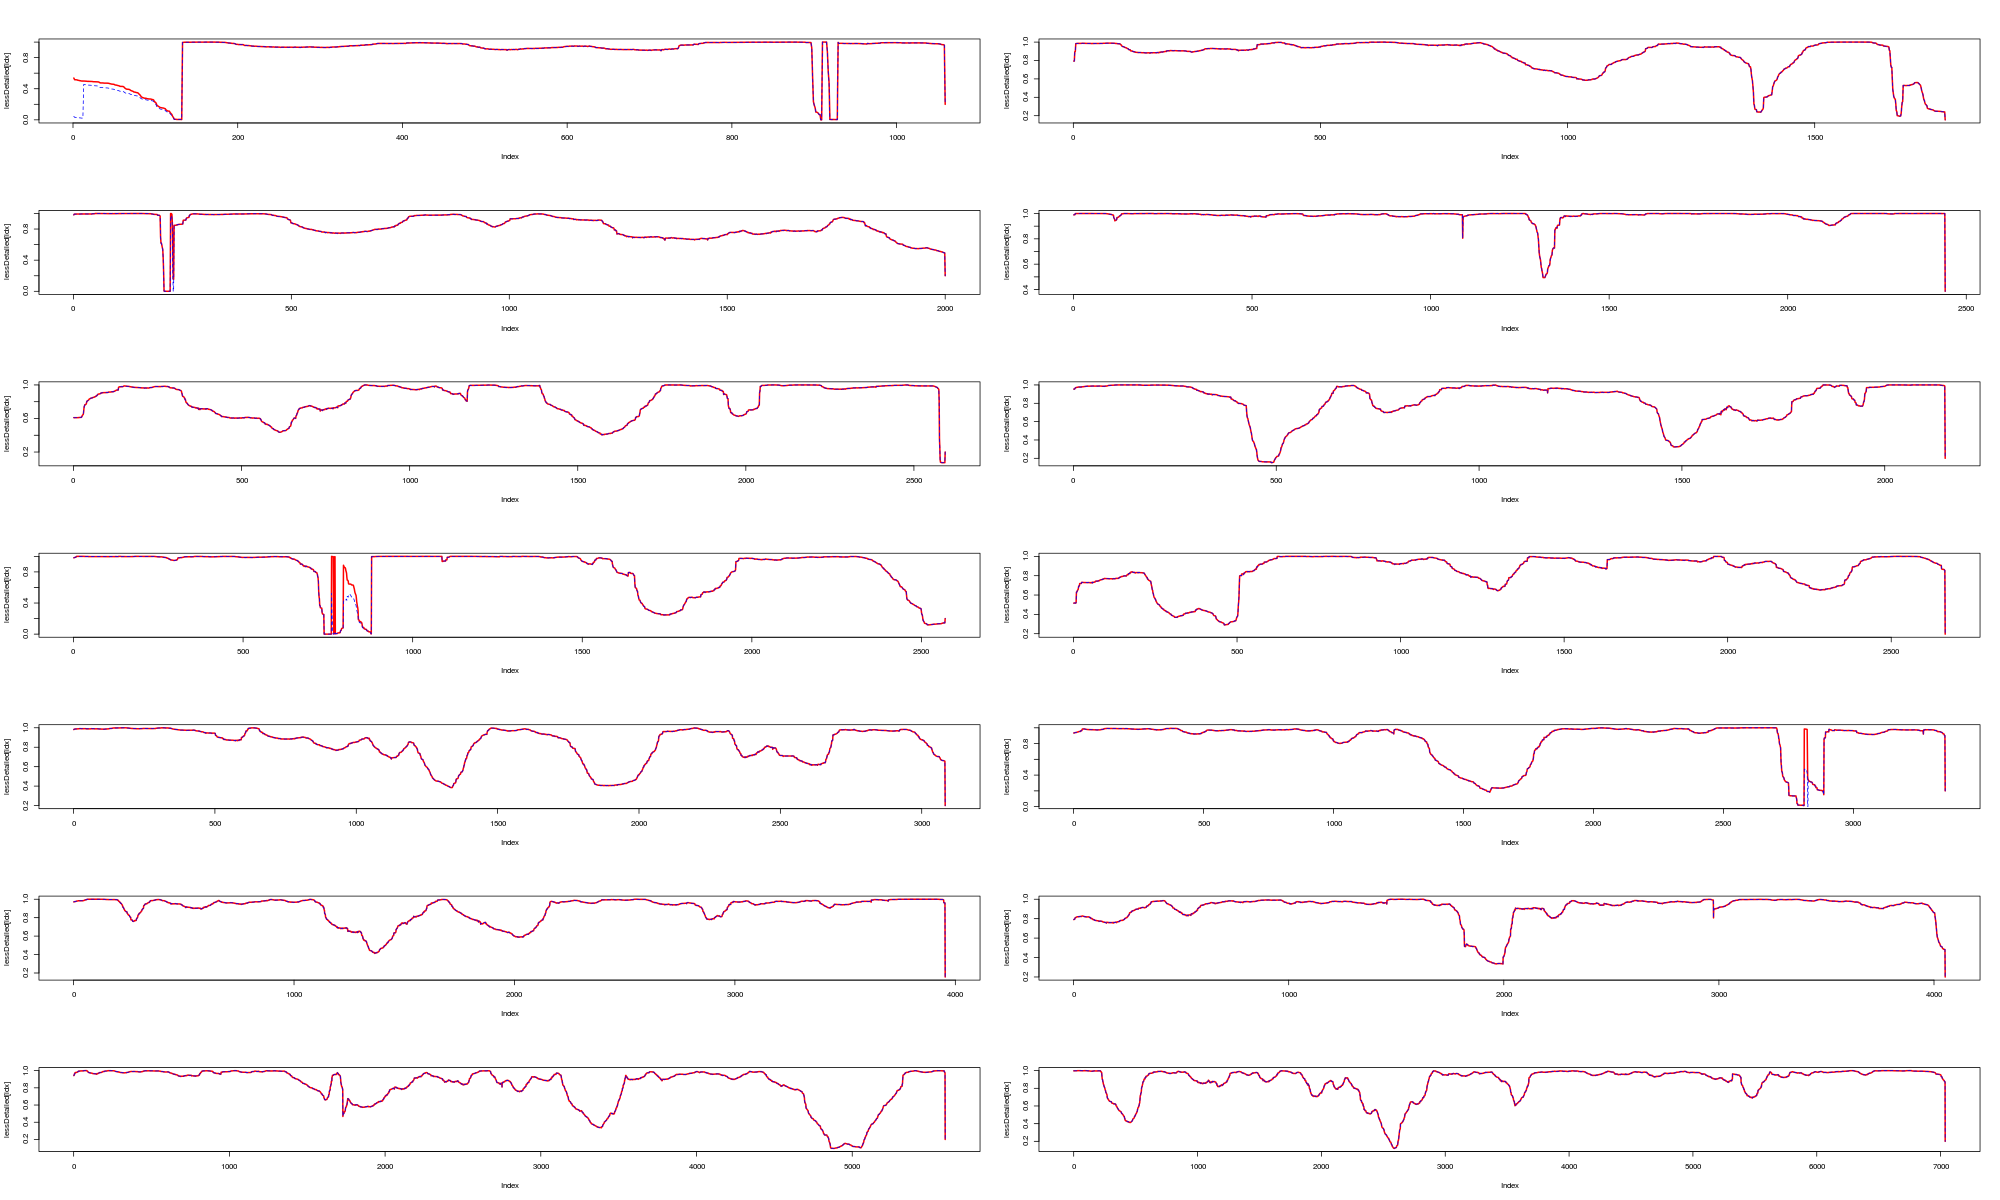 lessDetailed[idx]
0.0 0.4 0.8
0 200 400 600 800 1000
Index
lessDetailed[idx]
0.2 0.4 0.6 0.8 1.0
0 500 1000 1500
Index
lessDetailed[idx]
0.0 0.4 0.8
0 500 1000 1500 2000
Index
lessDetailed[idx]
0.4 0.6 0.8 1.0
0 500 1000 1500 2000 2500
Index
lessDetailed[idx]
0.2 0.6 1.0
0 500 1000 1500 2000 2500
Index
lessDetailed[idx]
0.2 0.4 0.6 0.8 1.0
0 500 1000 1500 2000
Index
lessDetailed[idx]
0.0 0.4 0.8
0 500 1000 1500 2000 2500
Index
lessDetailed[idx]
0.2 0.4 0.6 0.8 1.0
0 500 1000 1500 2000 2500
Index
lessDetailed[idx]
0.2 0.4 0.6 0.8 1.0
0 500 1000 1500 2000 2500 3000
Index
lessDetailed[idx]
0.0 0.4 0.8
0 500 1000 1500 2000 2500 3000
Index
lessDetailed[idx]
0.2 0.4 0.6 0.8 1.0
0 1000 2000 3000 4000
Index
lessDetailed[idx]
0.2 0.4 0.6 0.8 1.0
0 1000 2000 3000 4000
Index
lessDetailed[idx]
0.2 0.4 0.6 0.8 1.0
0 1000 2000 3000 4000 5000
Index
lessDetailed[idx]
0.2 0.4 0.6 0.8 1.0
0 1000 2000 3000 4000 5000 6000 7000
Index